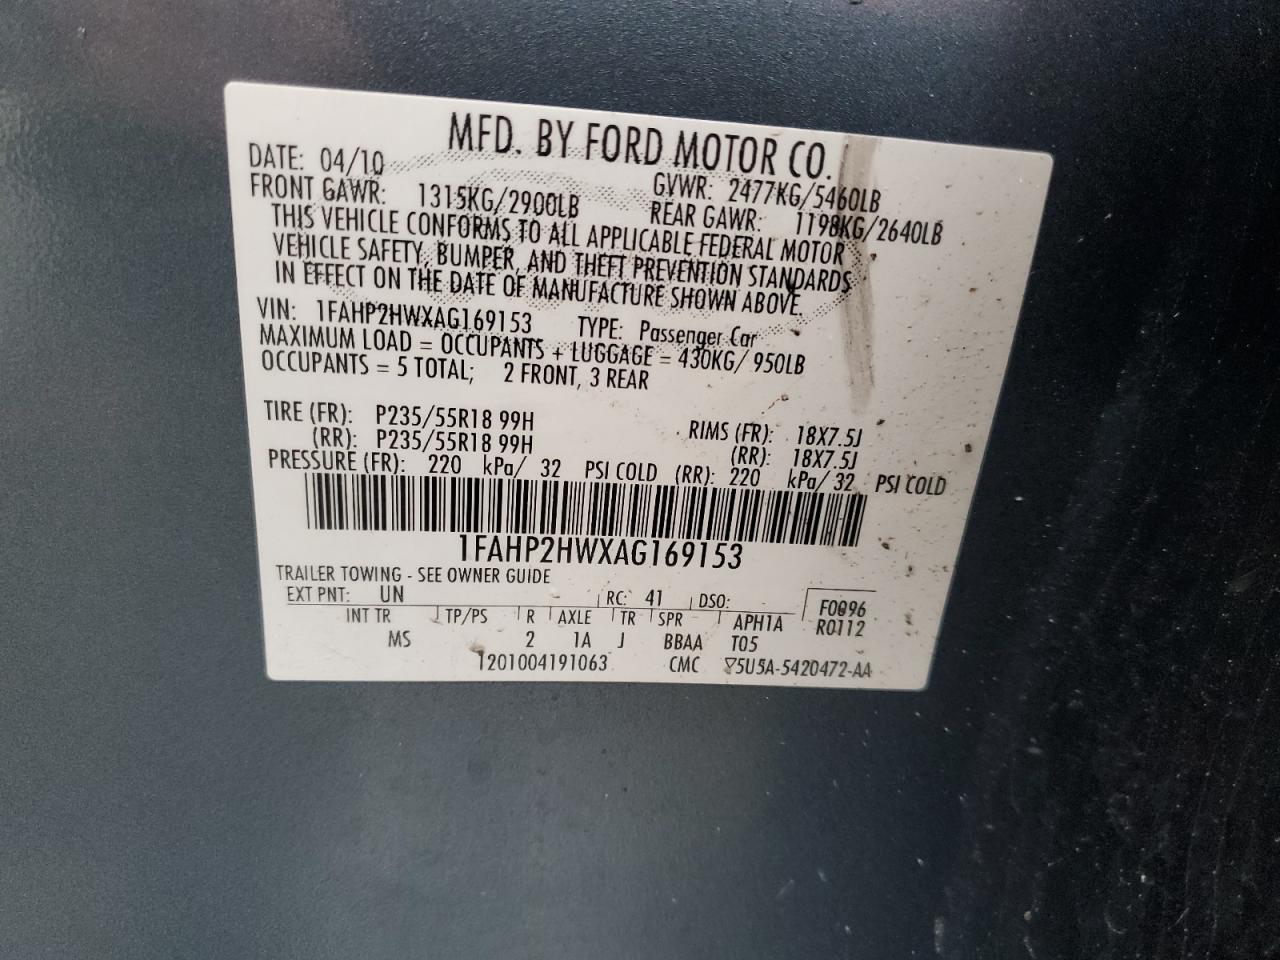 MFD. BY FORD MOTOR CO.
DATE: 04/10 GVWR: 2477KG/5460LB
FRONT GAWR: 1315KG/2900LB REAR GAWR: 1198KG/2640LB
THIS VEHICLE CONFORMS TO ALL APPLICABLE FEDERAL MOTOR
VEHICLE SAFETY, BUMPER, AND THEFT PREVENTION STANDARDS
IN EFFECT ON THE DATE OF MANUFACTURE SHOWN ABOVE.
VIN: 1FAHP2HWXAG169153 TYPE: Passenger Car
MAXIMUM LOAD = OCCUPANTS + LUGGAGE = 430KG/ 950LB
OCCUPANTS = 5 TOTAL; 2 FRONT, 3 REAR
TIRE (FR): P235/55R18 99H RIMS (FR): 18X7.5J
(RR): P235/55R18 99H (RR): 18X7.5J
PRESSURE (FR): 220 kPa/ 32 PSI COLD (RR): 220 kPa/ 32 PSI COLD
1FAHP2HWXAG169153
TRAILER TOWING - SEE OWNER GUIDE
EXT PNT: UN RC: 41 DSO: F0096
INT TR TP/PS R AXLE TR SPR APH1A R0112
MS 2 1A J BBAA T05
1201004191063 CMC 5U5A-5420472-AA